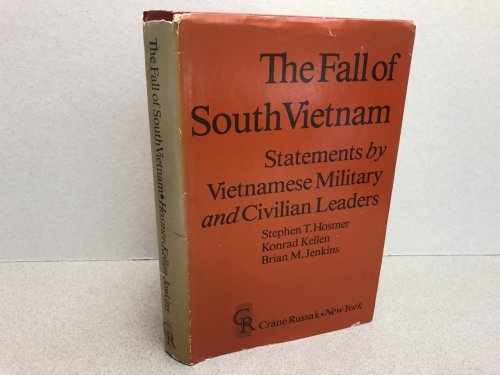 The Fall of
South Vietnam
Statements by
Vietnamese Military
and Civilian Leaders
Stephen T. Hosmer
Konrad Kellen
Brian M. Jenkins
CR Crane Russak • New York
The Fall of South Vietnam • Hosmer, Kellen, Jenkins
CR